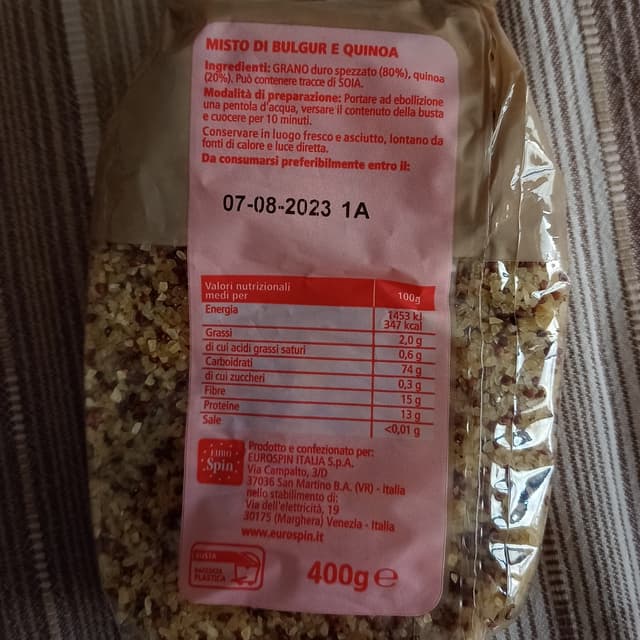 MISTO DI BULGUR E QUINOA
Ingredienti: GRANO duro spezzato (80%), quinoa
(20%). Può contenere tracce di SOIA.
Modalità di preparazione: Portare ad ebollizione
una pentola d'acqua, versare il contenuto della busta
e cuocere per 10 minuti.
Conservare in luogo fresco e asciutto, lontano da
fonti di calore e luce diretta.
Da consumarsi preferibilmente entro il:
07-08-2023 1A
Valori nutrizionali
medi per 100g
Energia 1453 kJ
347 kcal
Grassi 2,0 g
di cui acidi grassi saturi 0,6 g
Carboidrati 74 g
di cui zuccheri 0,3 g
Fibre 15 g
Proteine 13 g
Sale <0,01 g
EURO
Spin
Prodotto e confezionato per:
EUROSPIN ITALIA S.p.A.
Via Campalto, 3/D
37036 San Martino B.A. (VR) - Italia
nello stabilimento di:
Via dell'elettricità, 19
30175 (Marghera) Venezia - Italia
www.eurospin.it
BUSTA
RACCOLTA
PLASTICA
400g e